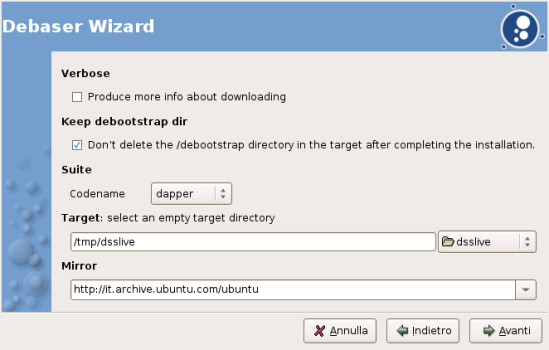 Debaser Wizard
Verbose
Produce more info about downloading
Keep debootstrap dir
Don't delete the /debootstrap directory in the target after completing the installation.
Suite
Codename dapper
Target: select an empty target directory
/tmp/dsslive dsslive
Mirror
http://it.archive.ubuntu.com/ubuntu
Annulla Indietro Avanti